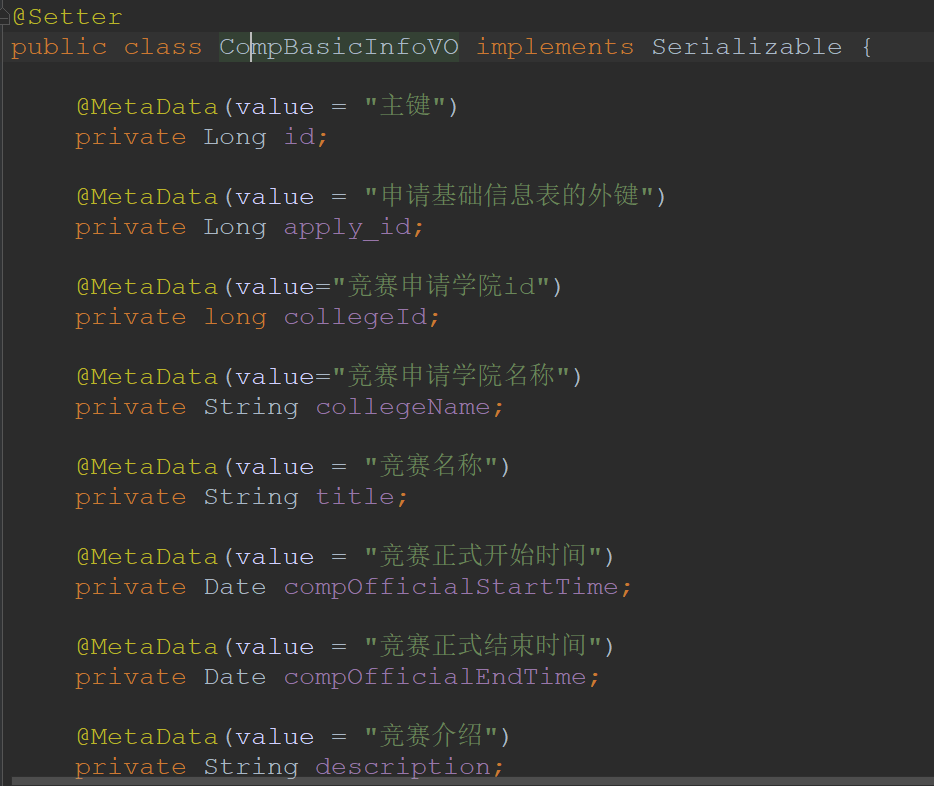 @Setter
public class CompBasicInfoVO implements Serializable {
@MetaData(value = "主键")
private Long id;
@MetaData(value = "申请基础信息表的外键")
private Long apply_id;
@MetaData(value="竞赛申请学院id")
private long collegeId;
@MetaData(value="竞赛申请学院名称")
private String collegeName;
@MetaData(value = "竞赛名称")
private String title;
@MetaData(value = "竞赛正式开始时间")
private Date compOfficialStartTime;
@MetaData(value = "竞赛正式结束时间")
private Date compOfficialEndTime;
@MetaData(value = "竞赛介绍")
private String description;